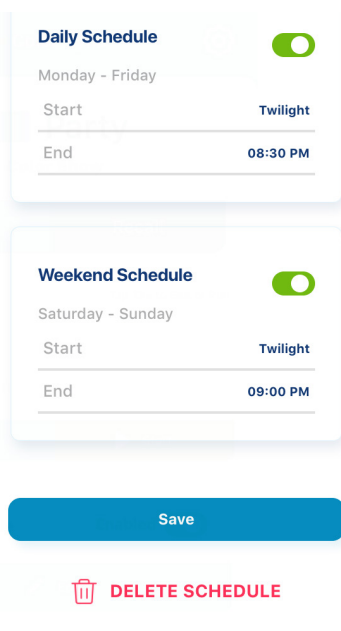 Daily Schedule
Monday - Friday
Start Twilight
End 08:30 PM
Weekend Schedule
Saturday - Sunday
Start Twilight
End 09:00 PM
Save
DELETE SCHEDULE